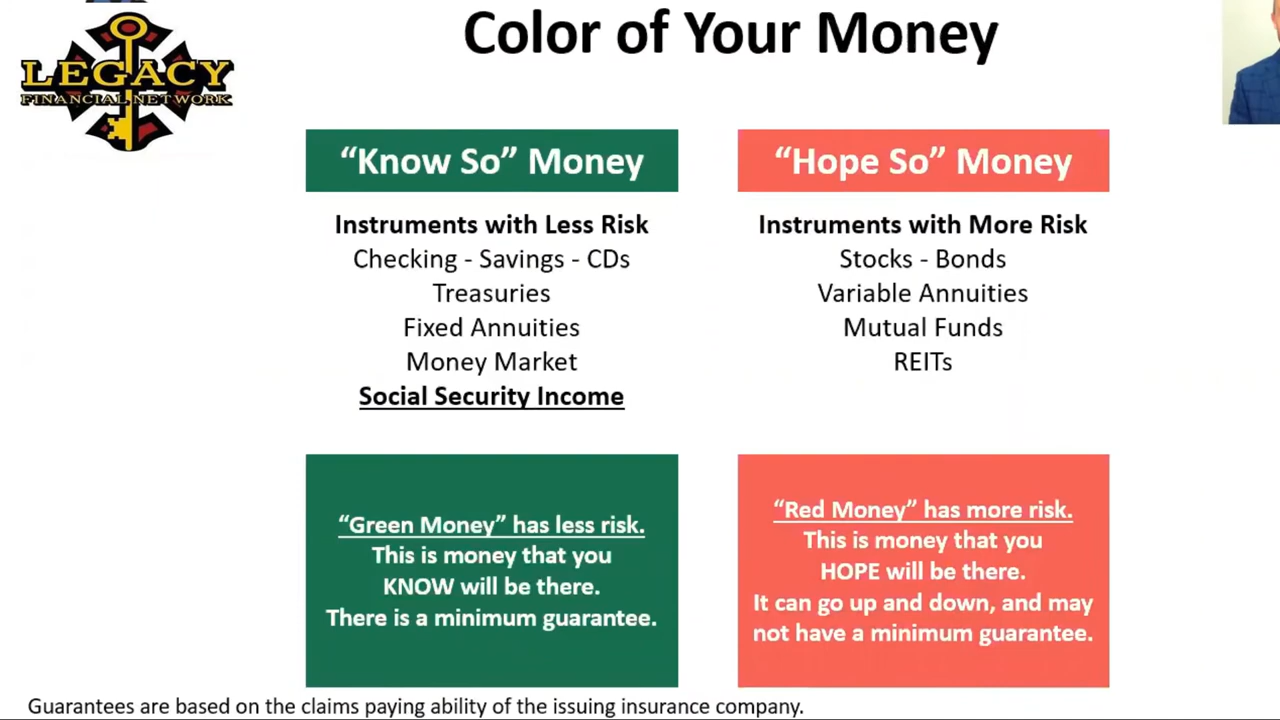 LEGACY
FINANCIAL NETWORK
Color of Your Money
“Know So” Money
Instruments with Less Risk
Checking - Savings - CDs
Treasuries
Fixed Annuities
Money Market
Social Security Income
“Green Money” has less risk.
This is money that you
KNOW will be there.
There is a minimum guarantee.
“Hope So” Money
Instruments with More Risk
Stocks - Bonds
Variable Annuities
Mutual Funds
REITs
“Red Money” has more risk.
This is money that you
HOPE will be there.
It can go up and down, and may
not have a minimum guarantee.
Guarantees are based on the claims paying ability of the issuing insurance company.